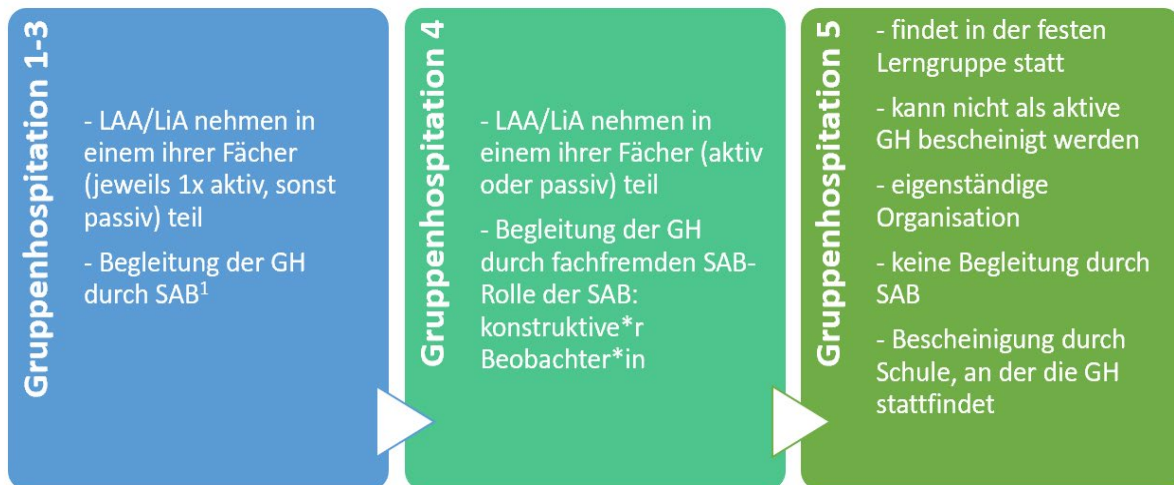 Gruppenhospitation 1-3
- LAA/LiA nehmen in
einem ihrer Fächer
(jeweils 1x aktiv, sonst
passiv) teil
- Begleitung der GH
durch SAB¹
Gruppenhospitation 4
- LAA/LiA nehmen in
einem ihrer Fächer (aktiv
oder passiv) teil
- Begleitung der GH
durch fachfremden SAB-
Rolle der SAB:
konstruktive*r
Beobachter*in
Gruppenhospitation 5
- findet in der festen
Lerngruppe statt
- kann nicht als aktive
GH bescheinigt werden
- eigenständige
Organisation
- keine Begleitung durch
SAB
- Bescheinigung durch
Schule, an der die GH
stattfindet